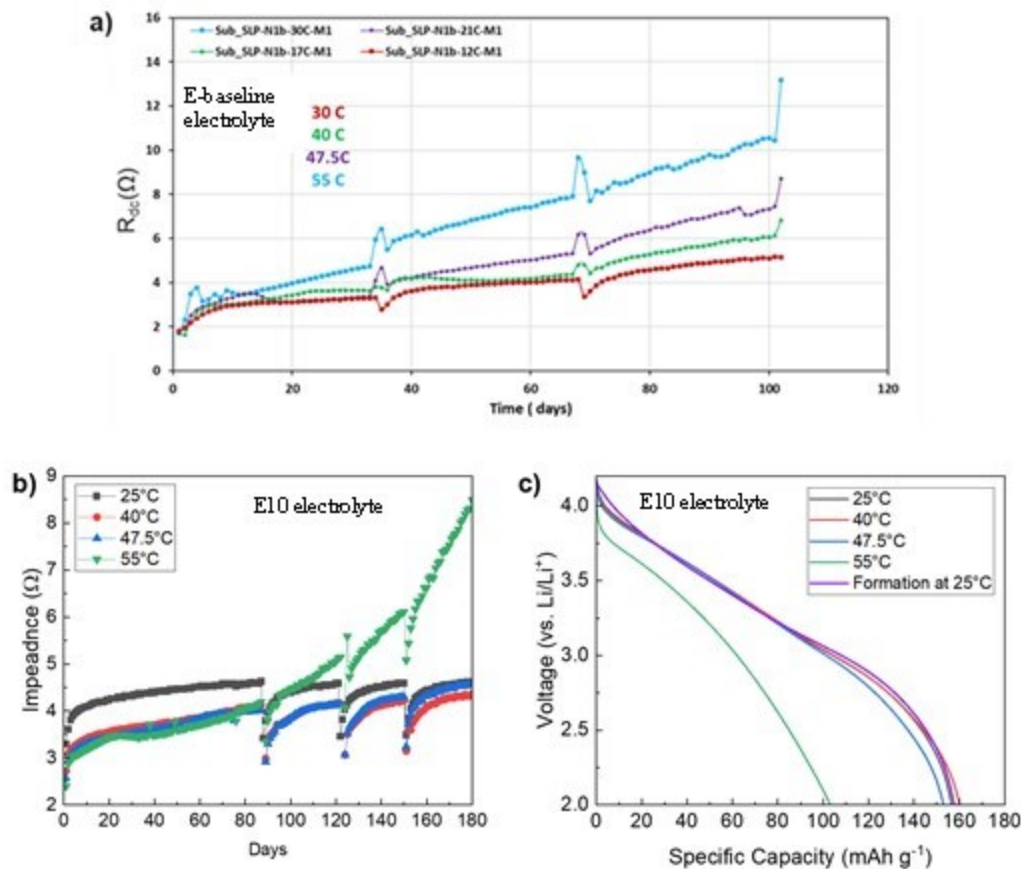 a)
16
14
12
10
8
6
4
2
0
R_dc(Ω)
Sub_SLP-N1b-30C-M1 Sub_SLP-N1b-21C-M1
Sub_SLP-N1b-17C-M1 Sub_SLP-N1b-12C-M1
E-baseline
electrolyte
30 C
40 C
47.5C
55 C
0 20 40 60 80 100 120
Time ( days)
b)
9
8
7
6
5
4
3
2
Impeadnce (Ω)
25°C
40°C
47.5°C
55°C
E10 electrolyte
0 20 40 60 80 100 120 140 160 180
Days
c)
4.0
3.5
3.0
2.5
2.0
Voltage (vs. Li/Li⁺)
E10 electrolyte
25°C
40°C
47.5°C
55°C
Formation at 25°C
0 20 40 60 80 100 120 140 160 180
Specific Capacity (mAh g⁻¹)